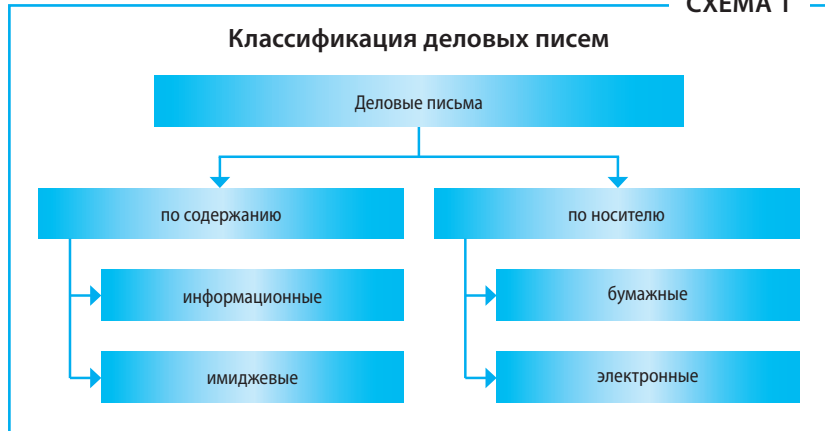 СХЕМА 1
Классификация деловых писем
Деловые письма
по содержанию
по носителю
информационные
бумажные
имиджевые
электронные